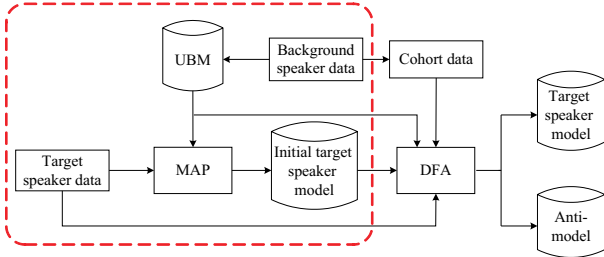 UBM
Background
speaker data
Cohort data
Target
speaker
model
Target
speaker data
MAP
Initial target
speaker
model
DFA
Anti-
model